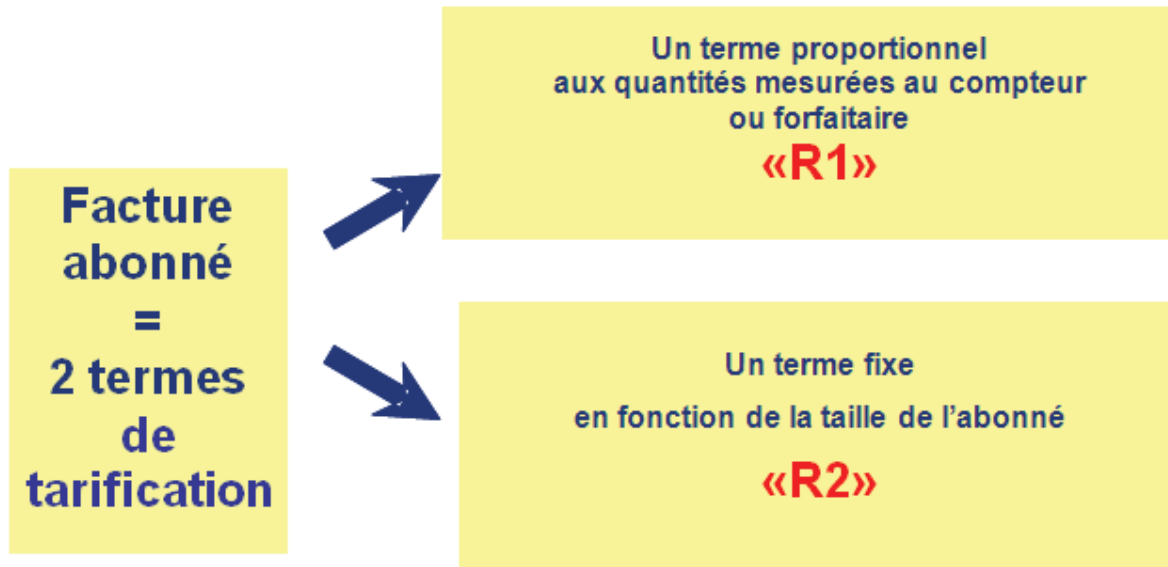 Facture
abonné
=
2 termes
de
tarification
Un terme proportionnel
aux quantités mesurées au compteur
ou forfaitaire
«R1»
Un terme fixe
en fonction de la taille de l'abonné
«R2»